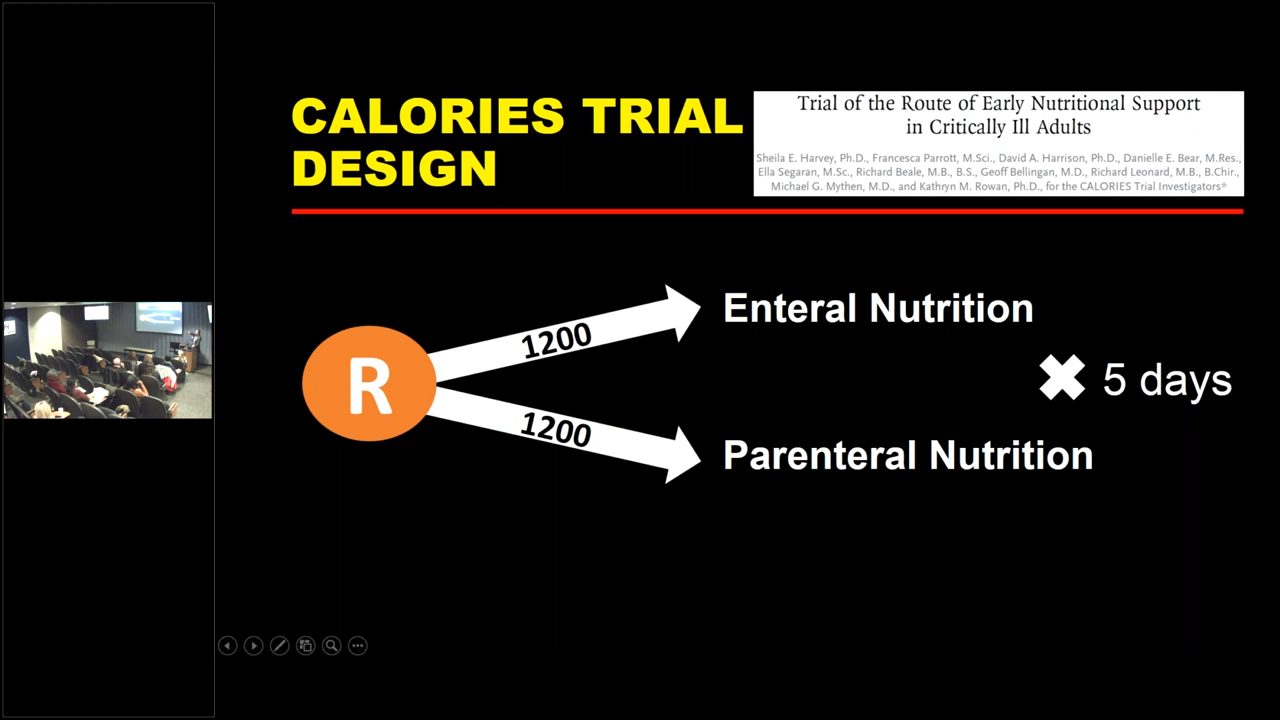 CALORIES TRIAL
DESIGN
Trial of the Route of Early Nutritional Support
in Critically Ill Adults
Sheila E. Harvey, Ph.D., Francesca Parrott, M.Sci., David A. Harrison, Ph.D., Danielle E. Bear, M.Res.,
Ella Segaran, M.Sc., Richard Beale, M.B., B.S., Geoff Bellingan, M.D., Richard Leonard, M.B., B.Chir.,
Michael G. Mythen, M.D., and Kathryn M. Rowan, Ph.D., for the CALORIES Trial Investigators*
R
1200
Enteral Nutrition
✖ 5 days
1200
Parenteral Nutrition